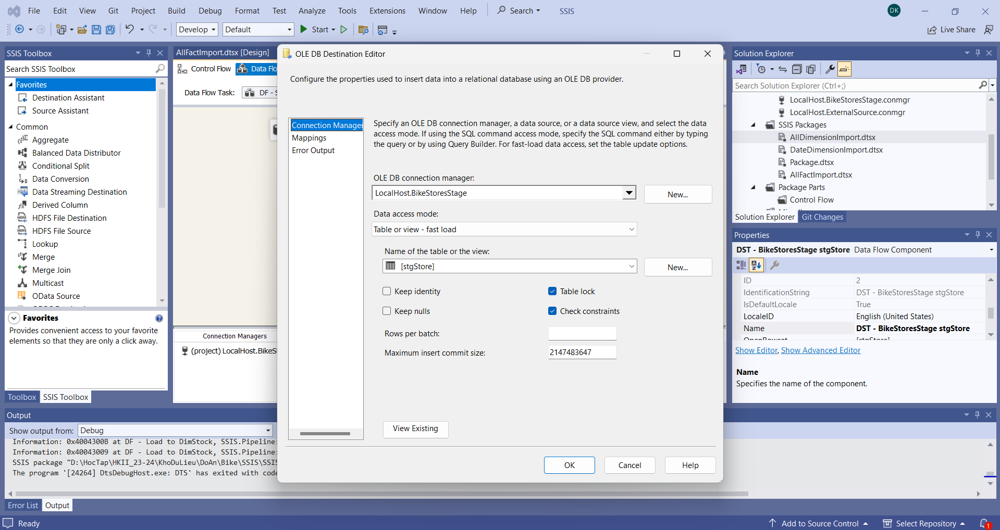 File Edit View Git Project Build Debug Format Test Analyze Tools Extensions Window Help Search SSIS DK
Develop Default Start Live Share
SSIS Toolbox
Search SSIS Toolbox
Favorites
Destination Assistant
Source Assistant
Common
Aggregate
Balanced Data Distributor
Conditional Split
Data Conversion
Data Streaming Destination
Derived Column
HDFS File Destination
HDFS File Source
Lookup
Merge
Merge Join
Multicast
OData Source
Favorites
Provides convenient access to your favorite
elements so that they are only a click away.
Toolbox SSIS Toolbox
AllFactImport.dtsx [Design]
Control Flow Data Flo
Data Flow Task: DF - S
Connection Managers
(project) LocalHost.BikeS
OLE DB Destination Editor
Configure the properties used to insert data into a relational database using an OLE DB provider.
Connection Manager
Mappings
Error Output
Specify an OLE DB connection manager, a data source, or a data source view, and select the data
access mode. If using the SQL command access mode, specify the SQL command either by typing
the query or by using Query Builder. For fast-load data access, set the table update options.
OLE DB connection manager:
LocalHost.BikeStoresStage New...
Data access mode:
Table or view - fast load
Name of the table or the view:
[stgStore] New...
Keep identity Table lock
Keep nulls Check constraints
Rows per batch:
Maximum insert commit size: 2147483647
View Existing
OK Cancel Help
Solution Explorer
Search Solution Explorer (Ctrl+;)
LocalHost.BikeStoresStage.conmgr
LocalHost.ExternalSource.conmgr
SSIS Packages
AllDimensionImport.dtsx
DateDimensionImport.dtsx
Package.dtsx
AllFactImport.dtsx
Package Parts
Control Flow
Solution Explorer Git Changes
Properties
DST - BikeStoresStage stgStore Data Flow Component
ID 2
IdentificationString DST - BikeStoresStage stgStore
IsDefaultLocale True
LocaleID English (United States)
Name DST - BikeStoresStage stgStore
OpenRowset [stgStore]
Show Editor, Show Advanced Editor
Name
Specifies the name of the component.
Output
Show output from: Debug
Information: 0x4004300B at DF - Load to DimStock, SSIS.Pipeline:
Information: 0x40043009 at DF - Load to DimStock, SSIS.Pipeline:
SSIS package "D:\HocTap\HKII_23-24\KhoDuLieu\DoAn\Bike\SSIS\SSIS
The program '[24264] DtsDebugHost.exe: DTS' has exited with code
Error List Output
Ready Add to Source Control Select Repository 1